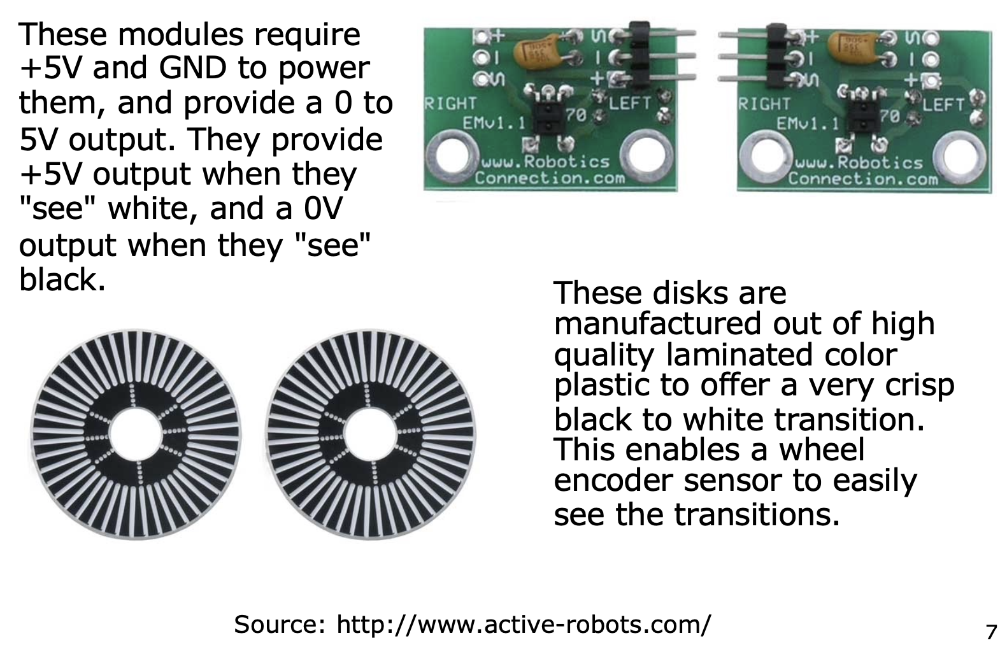 These modules require
+5V and GND to power
them, and provide a 0 to
5V output. They provide
+5V output when they
"see" white, and a 0V
output when they "see"
black.
+ S
- -
S +
RIGHT LEFT
EMv1.1 70
www.Robotics
Connection.com
+ S
- -
S +
RIGHT LEFT
EMv1.1 70
www.Robotics
Connection.com
These disks are
manufactured out of high
quality laminated color
plastic to offer a very crisp
black to white transition.
This enables a wheel
encoder sensor to easily
see the transitions.
Source: http://www.active-robots.com/
7